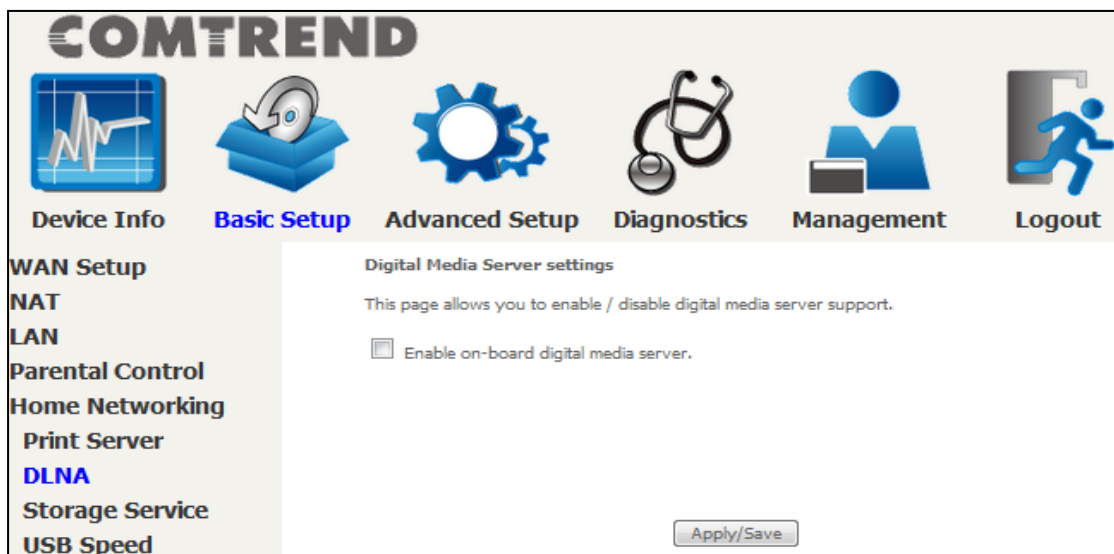 COMTREND
Device Info
Basic Setup
Advanced Setup
Diagnostics
Management
Logout
WAN Setup
NAT
LAN
Parental Control
Home Networking
Print Server
DLNA
Storage Service
USB Speed
Digital Media Server settings
This page allows you to enable / disable digital media server support.
Enable on-board digital media server.
Apply/Save